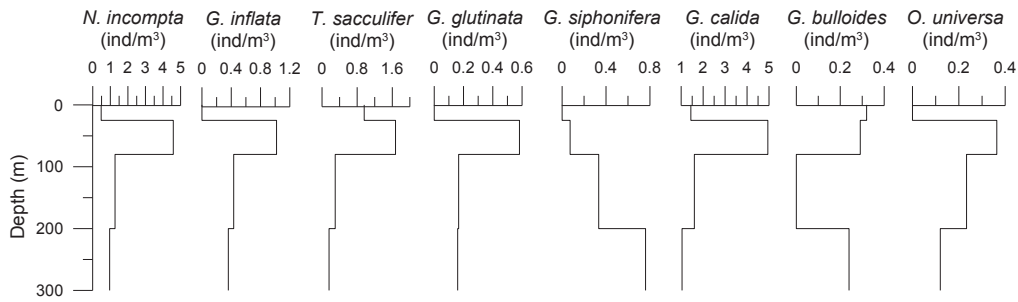 N. incompta G. inflata T. sacculifer G. glutinata G. siphonifera G. calida G. bulloides O. universa
(ind/m³) (ind/m³) (ind/m³) (ind/m³) (ind/m³) (ind/m³) (ind/m³) (ind/m³)
0 1 2 3 4 5 0 0.4 0.8 1.2 0 0.8 1.6 0 0.2 0.4 0.6 0 0.4 0.8 1 2 3 4 5 0 0.2 0.4 0 0.2 0.4
0
100
200
300
Depth (m)